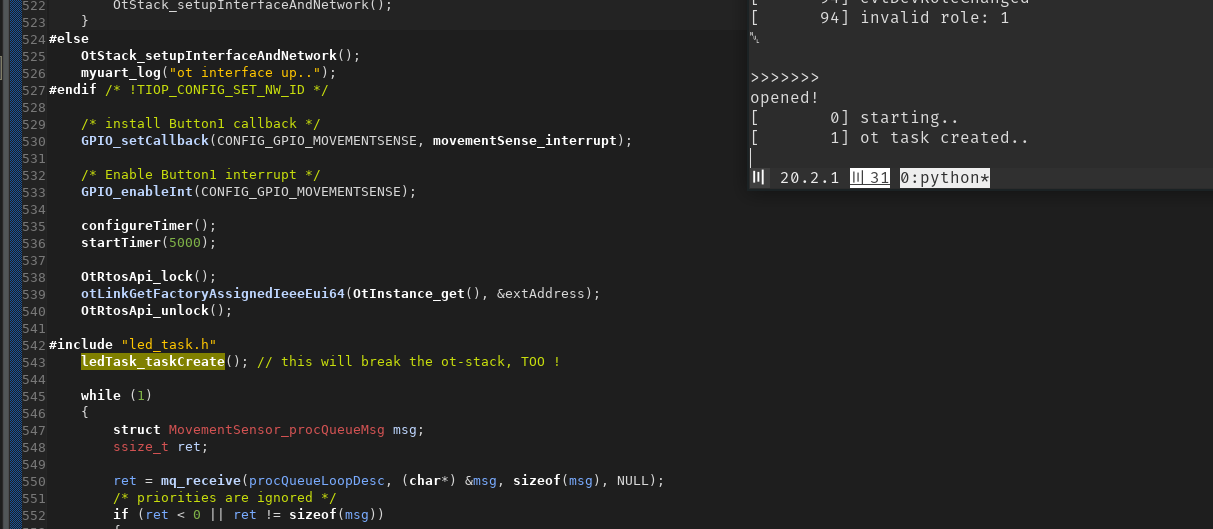 522         OtStack_setupInterfaceAndNetwork();
523     }
524 #else
525     OtStack_setupInterfaceAndNetwork();
526     myuart_log("ot interface up..");
527 #endif /* !TIOP_CONFIG_SET_NW_ID */
528
529     /* install Button1 callback */
530     GPIO_setCallback(CONFIG_GPIO_MOVEMENTSENSE, movementSense_interrupt);
531
532     /* Enable Button1 interrupt */
533     GPIO_enableInt(CONFIG_GPIO_MOVEMENTSENSE);
534
535     configureTimer();
536     startTimer(5000);
537
538     OtRtosApi_lock();
539     otLinkGetFactoryAssignedIeeeEui64(OtInstance_get(), &extAddress);
540     OtRtosApi_unlock();
541
542 #include "led_task.h"
543     ledTask_taskCreate(); // this will break the ot-stack, TOO !
544
545     while (1)
546     {
547         struct MovementSensor_procQueueMsg msg;
548         ssize_t ret;
549
550         ret = mq_receive(procQueueLoopDesc, (char*) &msg, sizeof(msg), NULL);
551         /* priorities are ignored */
552         if (ret < 0 || ret != sizeof(msg))
[      94] invalid role: 1
>>>>>>>
opened!
[       0] starting..
[       1] ot task created..
20.2.1 31 0:python*